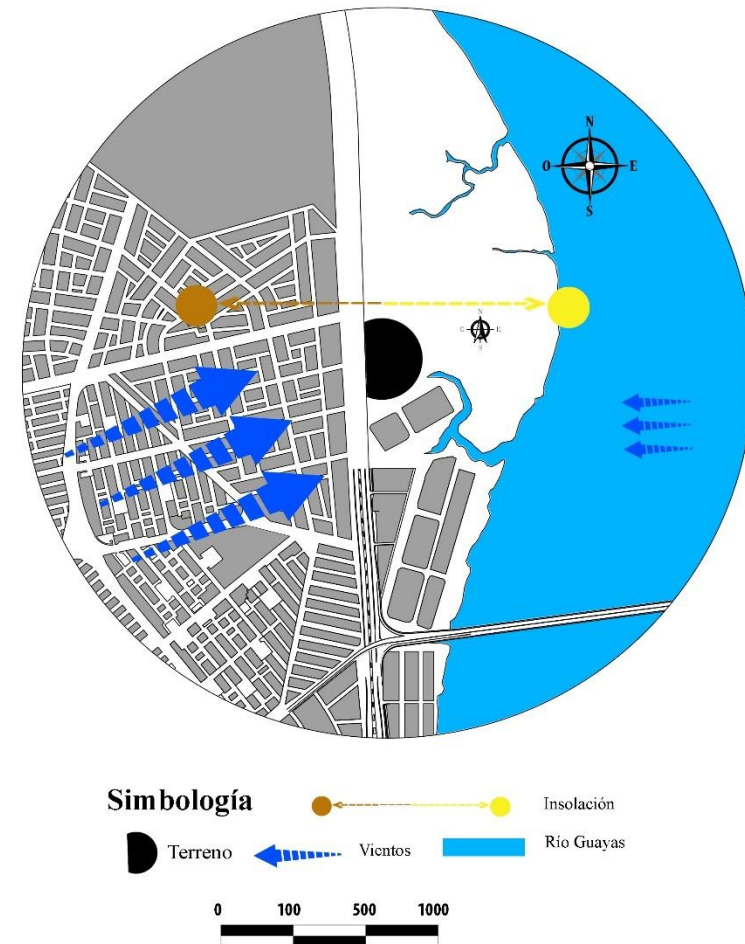 N
O E
S
N
E
S
Simbología
Insolación
Terreno
Vientos
Río Guayas
0 100 500 1000